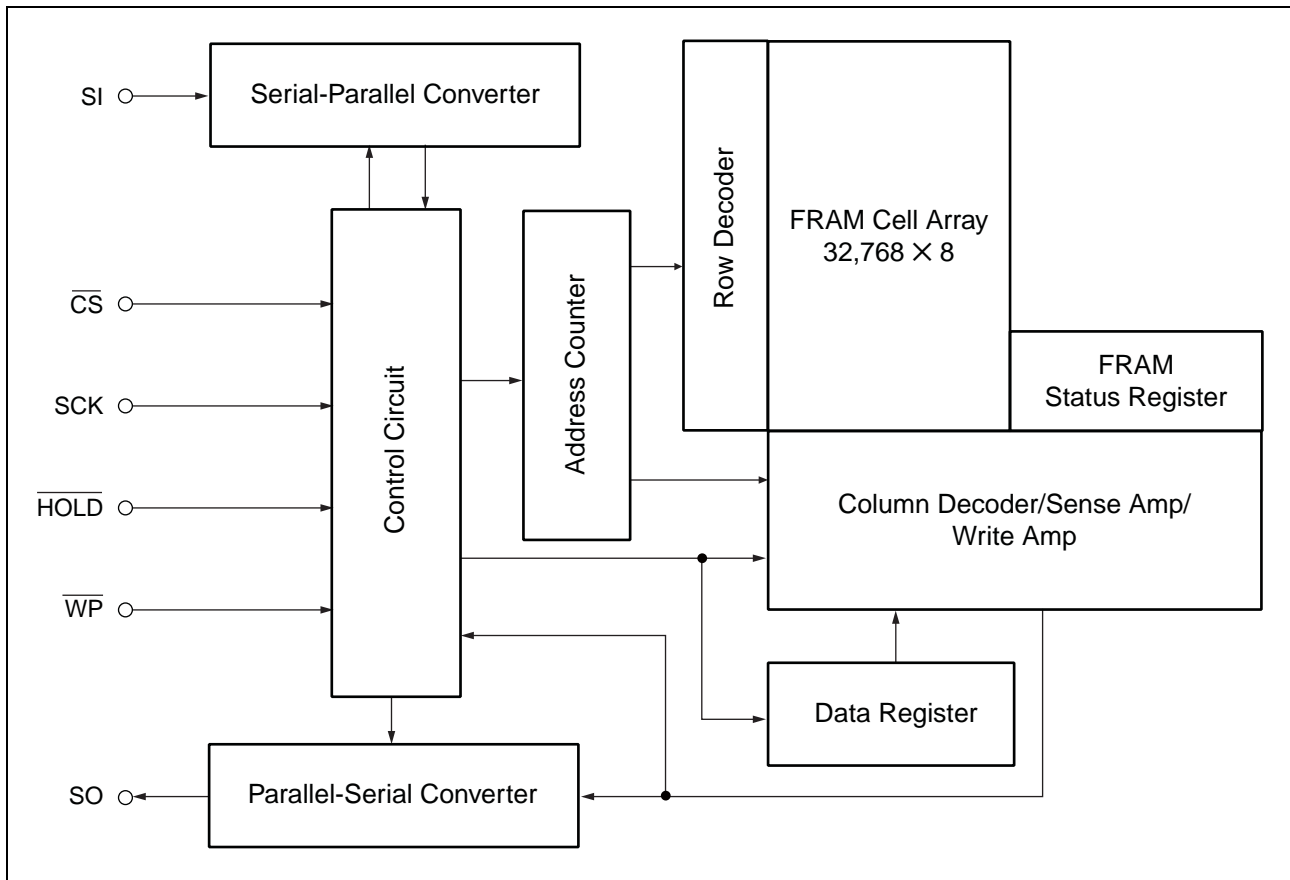 SI
Serial-Parallel Converter
CS
SCK
HOLD
WP
SO
Control Circuit
Address Counter
Row Decoder
FRAM Cell Array
32,768 × 8
FRAM
Status Register
Column Decoder/Sense Amp/
Write Amp
Data Register
Parallel-Serial Converter